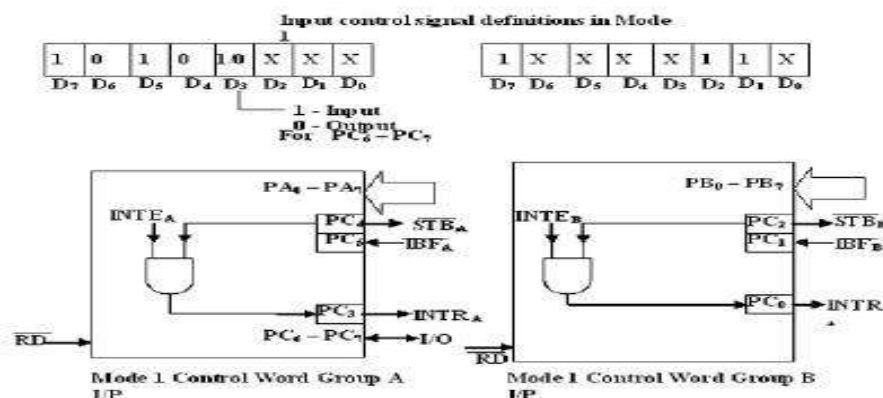 Input control signal definitions in Mode
1
1 0 1 0 10 X X X
D7 D6 D5 D4 D3 D2 D1 D0
1 X X X X 1 1 X
D7 D6 D5 D4 D3 D2 D1 D0
1 - Input
0 - Output
For PC6 – PC7
PA0 – PA7
INTEA
PC4 STBA
PC5 IBFA
PC3 INTRA
PC6 – PC7 I/O
RD
Mode 1 Control Word Group A
I/P
PB0 – PB7
INTEB
PC2 STBB
PC1 IBFB
PC0 INTR
RD
Mode 1 Control Word Group B
I/P